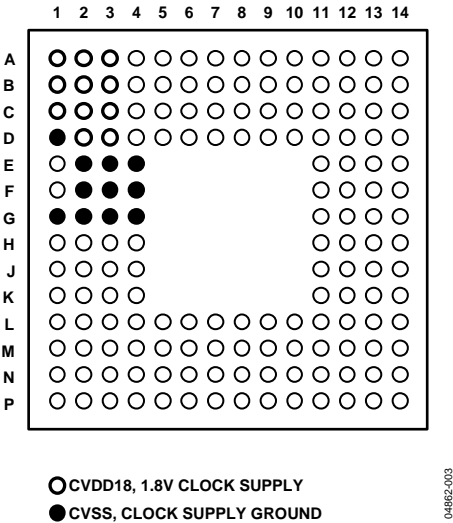 1 2 3 4 5 6 7 8 9 10 11 12 13 14
A
B
C
D
E
F
G
H
J
K
L
M
N
P
CVDD18, 1.8V CLOCK SUPPLY
CVSS, CLOCK SUPPLY GROUND
04862-003